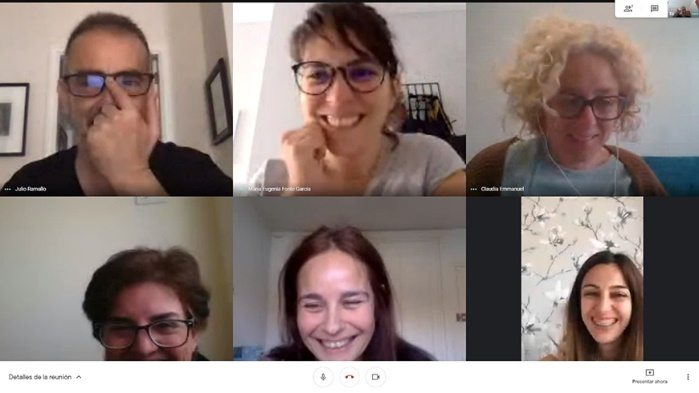 Julio Ramallo
María Eugenia Fonte García
Claudia Emmanuel
Detalles de la reunión
Presentar ahora